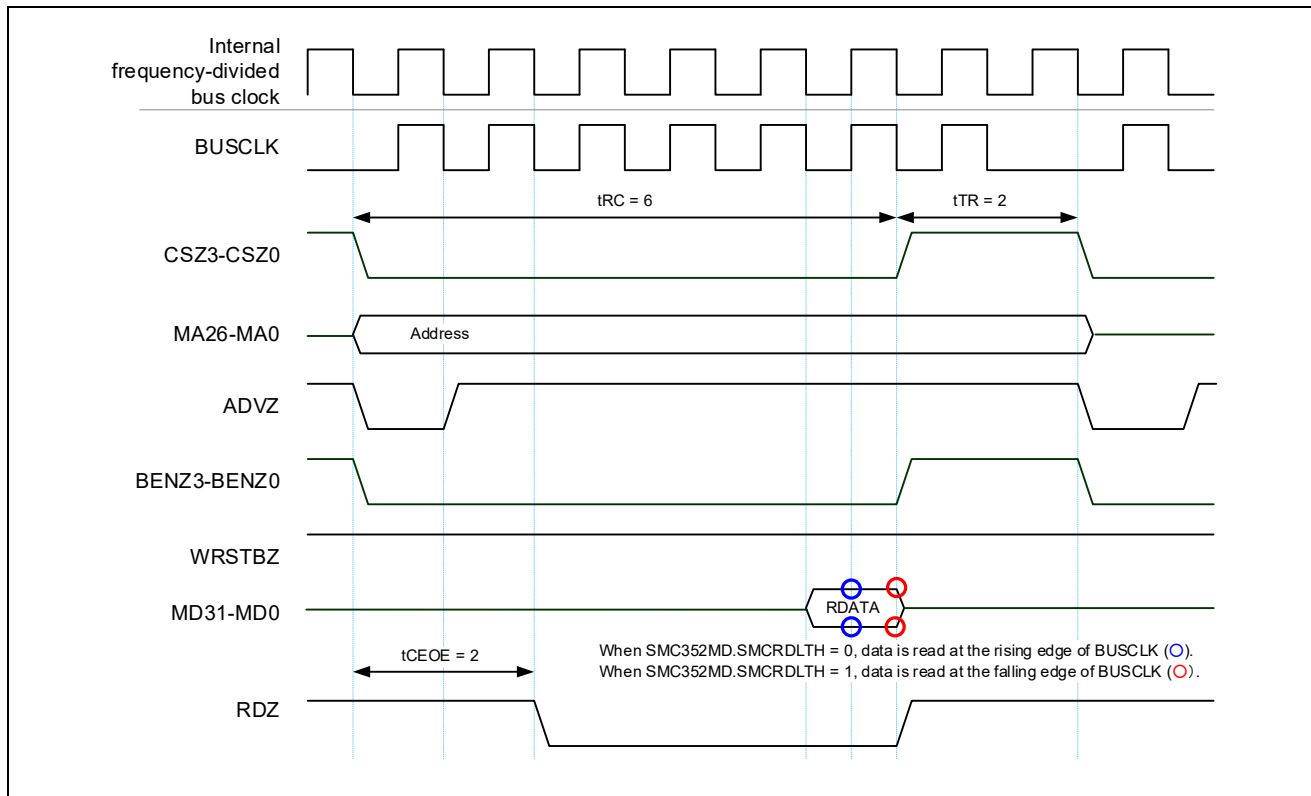 Internal
frequency-divided
bus clock
BUSCLK
tRC = 6
tTR = 2
CSZ3-CSZ0
MA26-MA0
Address
ADVZ
BENZ3-BENZ0
WRSTBZ
MD31-MD0
RDATA
When SMC352MD.SMCRDLTH = 0, data is read at the rising edge of BUSCLK (○).
When SMC352MD.SMCRDLTH = 1, data is read at the falling edge of BUSCLK (○).
tCEOE = 2
RDZ